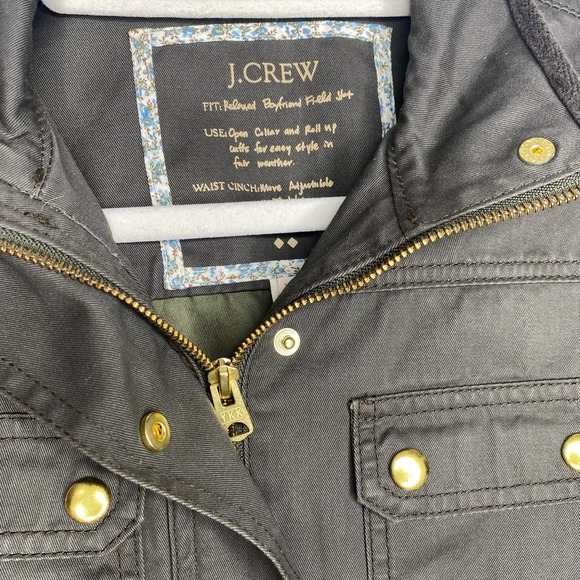 J.CREW
FIT: Relaxed Boyfriend Field Jkt
USE: Open Collar and Roll up
cuffs for easy style in
fair weather.
WAIST CINCH: Move Adjustable
YKK